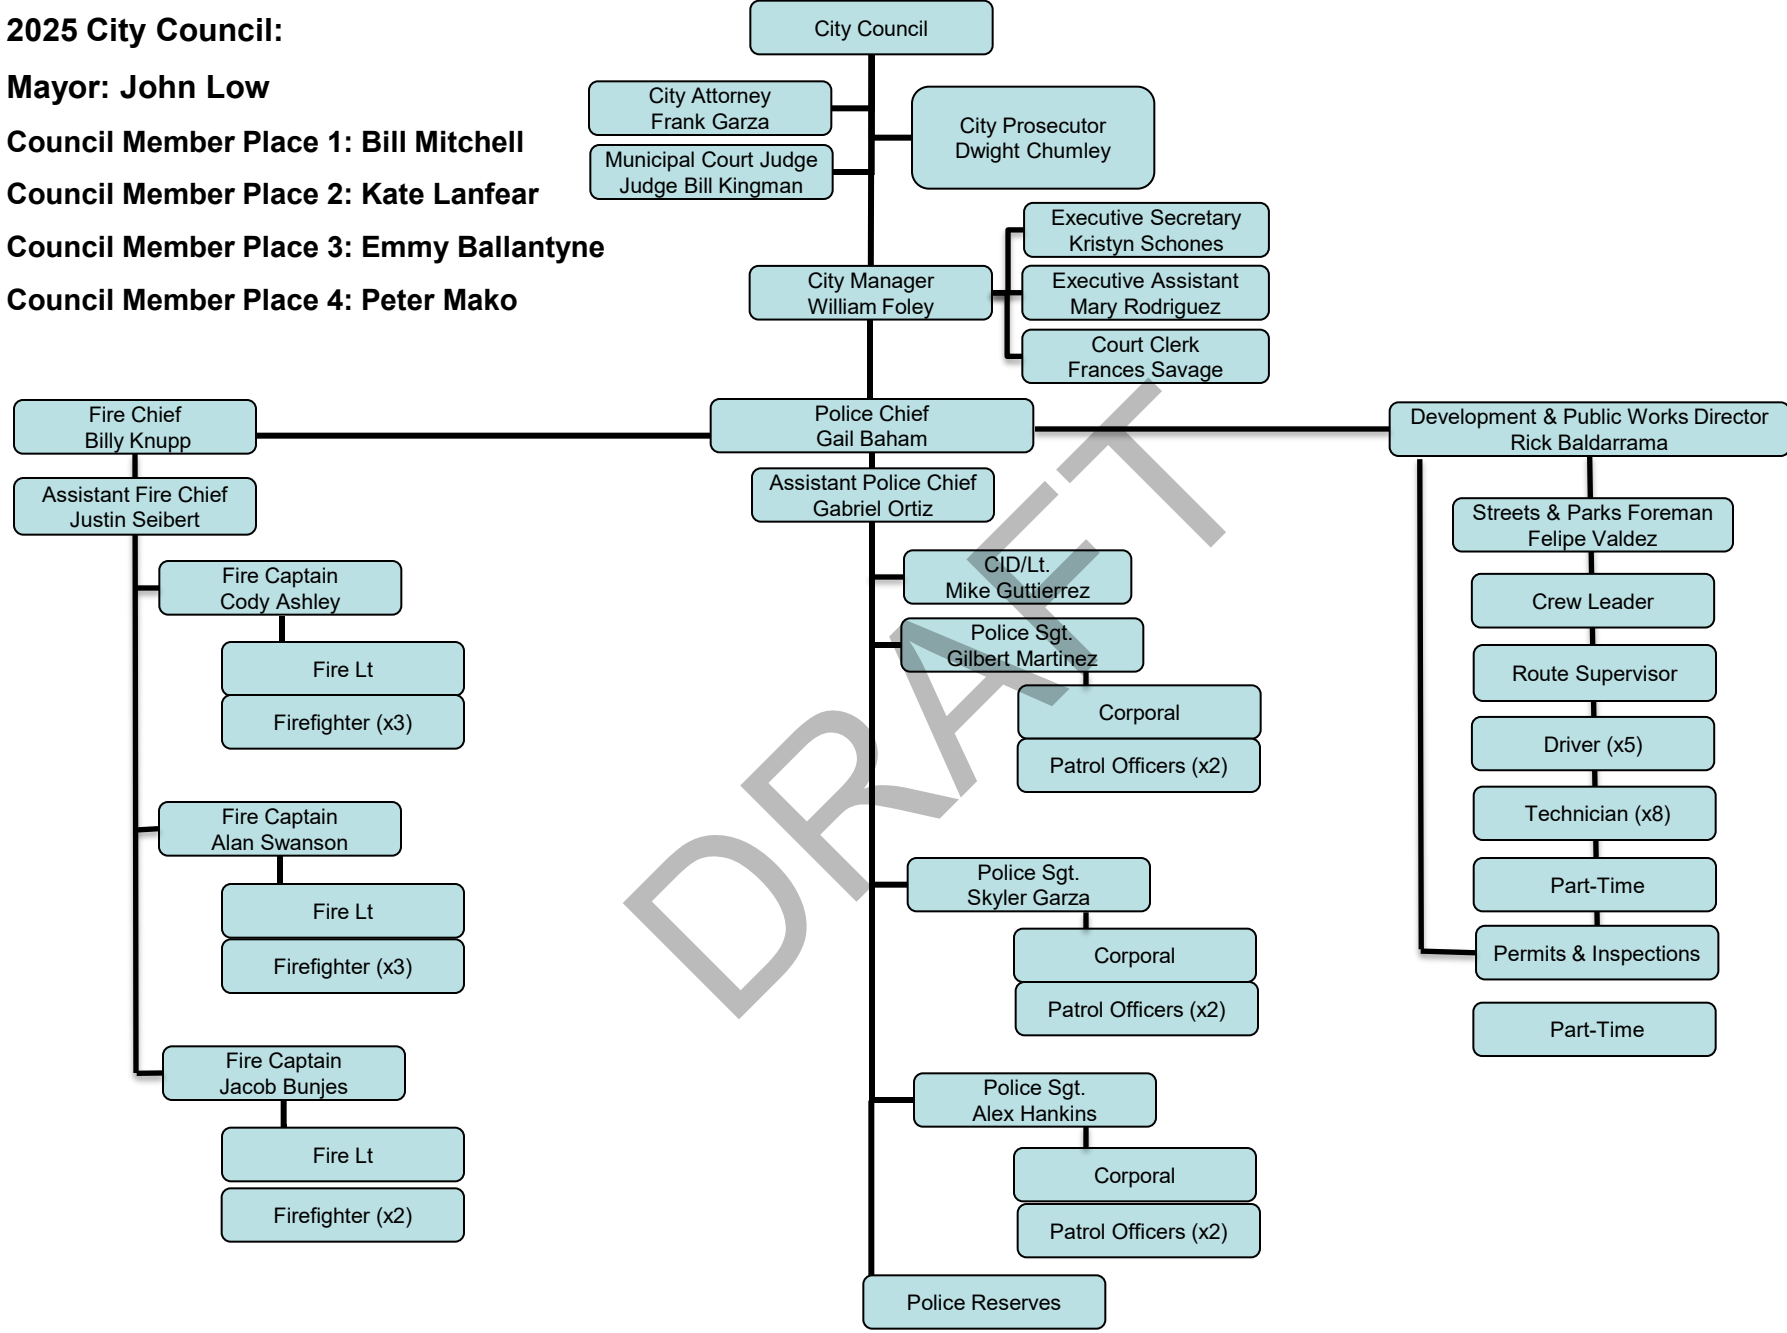 2025 City Council:
Mayor: John Low
Council Member Place 1: Bill Mitchell
Council Member Place 2: Kate Lanfear
Council Member Place 3: Emmy Ballantyne
Council Member Place 4: Peter Mako
City Council
City Attorney
Frank Garza
City Prosecutor
Dwight Chumley
Municipal Court Judge
Judge Bill Kingman
Executive Secretary
Kristyn Schones
City Manager
William Foley
Executive Assistant
Mary Rodriguez
Court Clerk
Frances Savage
Fire Chief
Billy Knupp
Police Chief
Gail Baham
Development & Public Works Director
Rick Baldarrama
Assistant Fire Chief
Justin Seibert
Fire Captain
Cody Ashley
Fire Lt
Firefighter (x3)
Fire Captain
Alan Swanson
Fire Lt
Firefighter (x3)
Fire Captain
Jacob Bunjes
Fire Lt
Firefighter (x2)
Assistant Police Chief
Gabriel Ortiz
CID/Lt.
Mike Guttierrez
Police Sgt.
Gilbert Martinez
Corporal
Patrol Officers (x2)
Police Sgt.
Skyler Garza
Corporal
Patrol Officers (x2)
Police Sgt.
Alex Hankins
Corporal
Patrol Officers (x2)
Police Reserves
Streets & Parks Foreman
Felipe Valdez
Crew Leader
Route Supervisor
Driver (x5)
Technician (x8)
Part-Time
Permits & Inspections
Part-Time
DRAFT